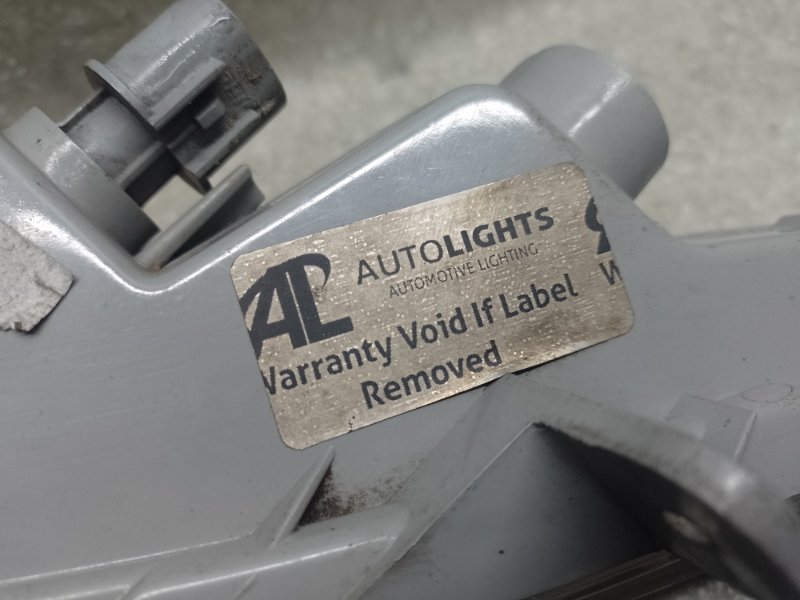 AL AUTOLIGHTS
AUTOMOTIVE LIGHTING
Warranty Void If Label
Removed